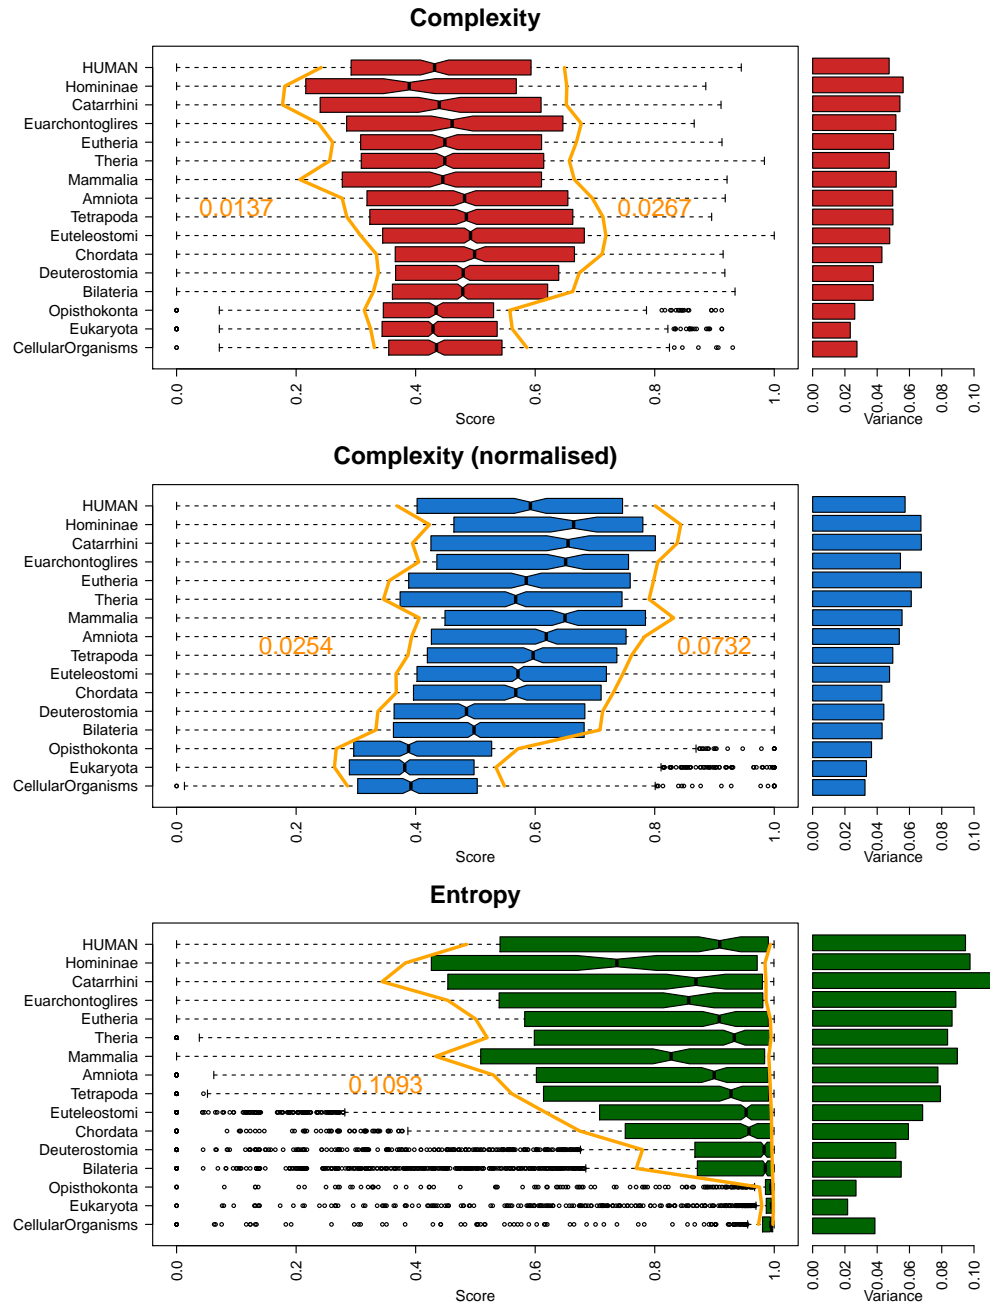 Complexity
HUMAN
Homininae
Catarrhini
Euarchontoglires
Eutheria
Theria
Mammalia
Amniota
Tetrapoda
Euteleostomi
Chordata
Deuterostomia
Bilateria
Opisthokonta
Eukaryota
CellularOrganisms
0.0137
0.0267
0.0 0.2 0.4 0.6 0.8 1.0
Score
0.00 0.02 0.04 0.06 0.08 0.10
Variance
Complexity (normalised)
HUMAN
Homininae
Catarrhini
Euarchontoglires
Eutheria
Theria
Mammalia
Amniota
Tetrapoda
Euteleostomi
Chordata
Deuterostomia
Bilateria
Opisthokonta
Eukaryota
CellularOrganisms
0.0254
0.0732
0.0 0.2 0.4 0.6 0.8 1.0
Score
0.00 0.02 0.04 0.06 0.08 0.10
Variance
Entropy
HUMAN
Homininae
Catarrhini
Euarchontoglires
Eutheria
Theria
Mammalia
Amniota
Tetrapoda
Euteleostomi
Chordata
Deuterostomia
Bilateria
Opisthokonta
Eukaryota
CellularOrganisms
0.1093
0.0 0.2 0.4 0.6 0.8 1.0
Score
0.00 0.02 0.04 0.06 0.08 0.10
Variance